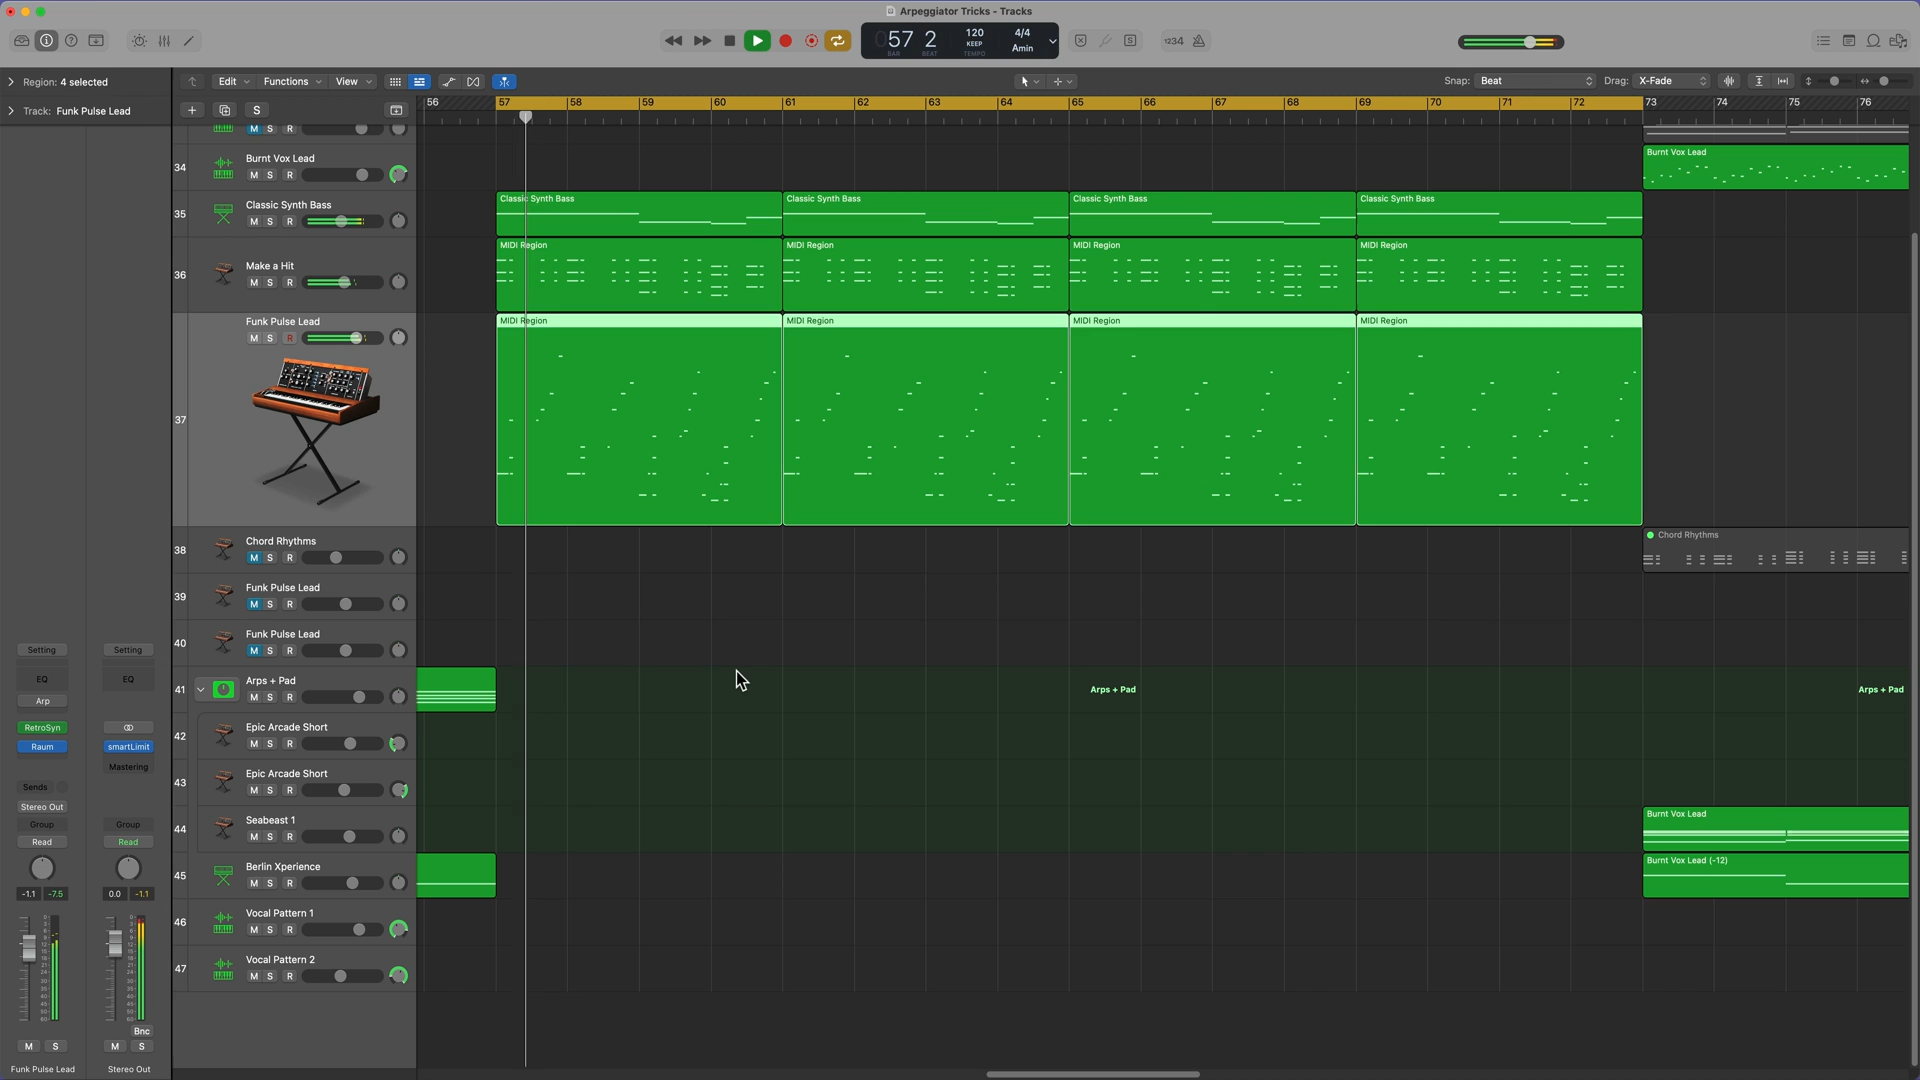 Arpeggiator Tricks - Tracks
57 2
BAR BEAT
120
KEEP
TEMPO
4/4
Amin
1234
Region: 4 selected
Edit Functions View
Snap: Beat
Drag: X-Fade
Track: Funk Pulse Lead
S
56 57 58 59 60 61 62 63 64 65 66 67 68 69 70 71 72 73 74 75 76
M S R
34 Burnt Vox Lead
M S R
Burnt Vox Lead
35 Classic Synth Bass
M S R
Classic Synth Bass Classic Synth Bass Classic Synth Bass Classic Synth Bass
36 Make a Hit
M S R
MIDI Region MIDI Region MIDI Region MIDI Region
37 Funk Pulse Lead
M S R
MIDI Region MIDI Region MIDI Region MIDI Region
38 Chord Rhythms
M S R
Chord Rhythms
39 Funk Pulse Lead
M S R
40 Funk Pulse Lead
M S R
41 Arps + Pad
M S R
Arps + Pad Arps + Pad
42 Epic Arcade Short
M S R
43 Epic Arcade Short
M S R
44 Seabeast 1
M S R
Burnt Vox Lead
45 Berlin Xperience
M S R
Burnt Vox Lead (-12)
46 Vocal Pattern 1
M S R
47 Vocal Pattern 2
M S R
Setting Setting
EQ EQ
Arp
RetroSyn
Raum smartLimit
Mastering
Sends
Stereo Out
Group Group
Read Read
-1.1 -7.5 0.0 -1.1
Bnc
M S M S
Funk Pulse Lead Stereo Out